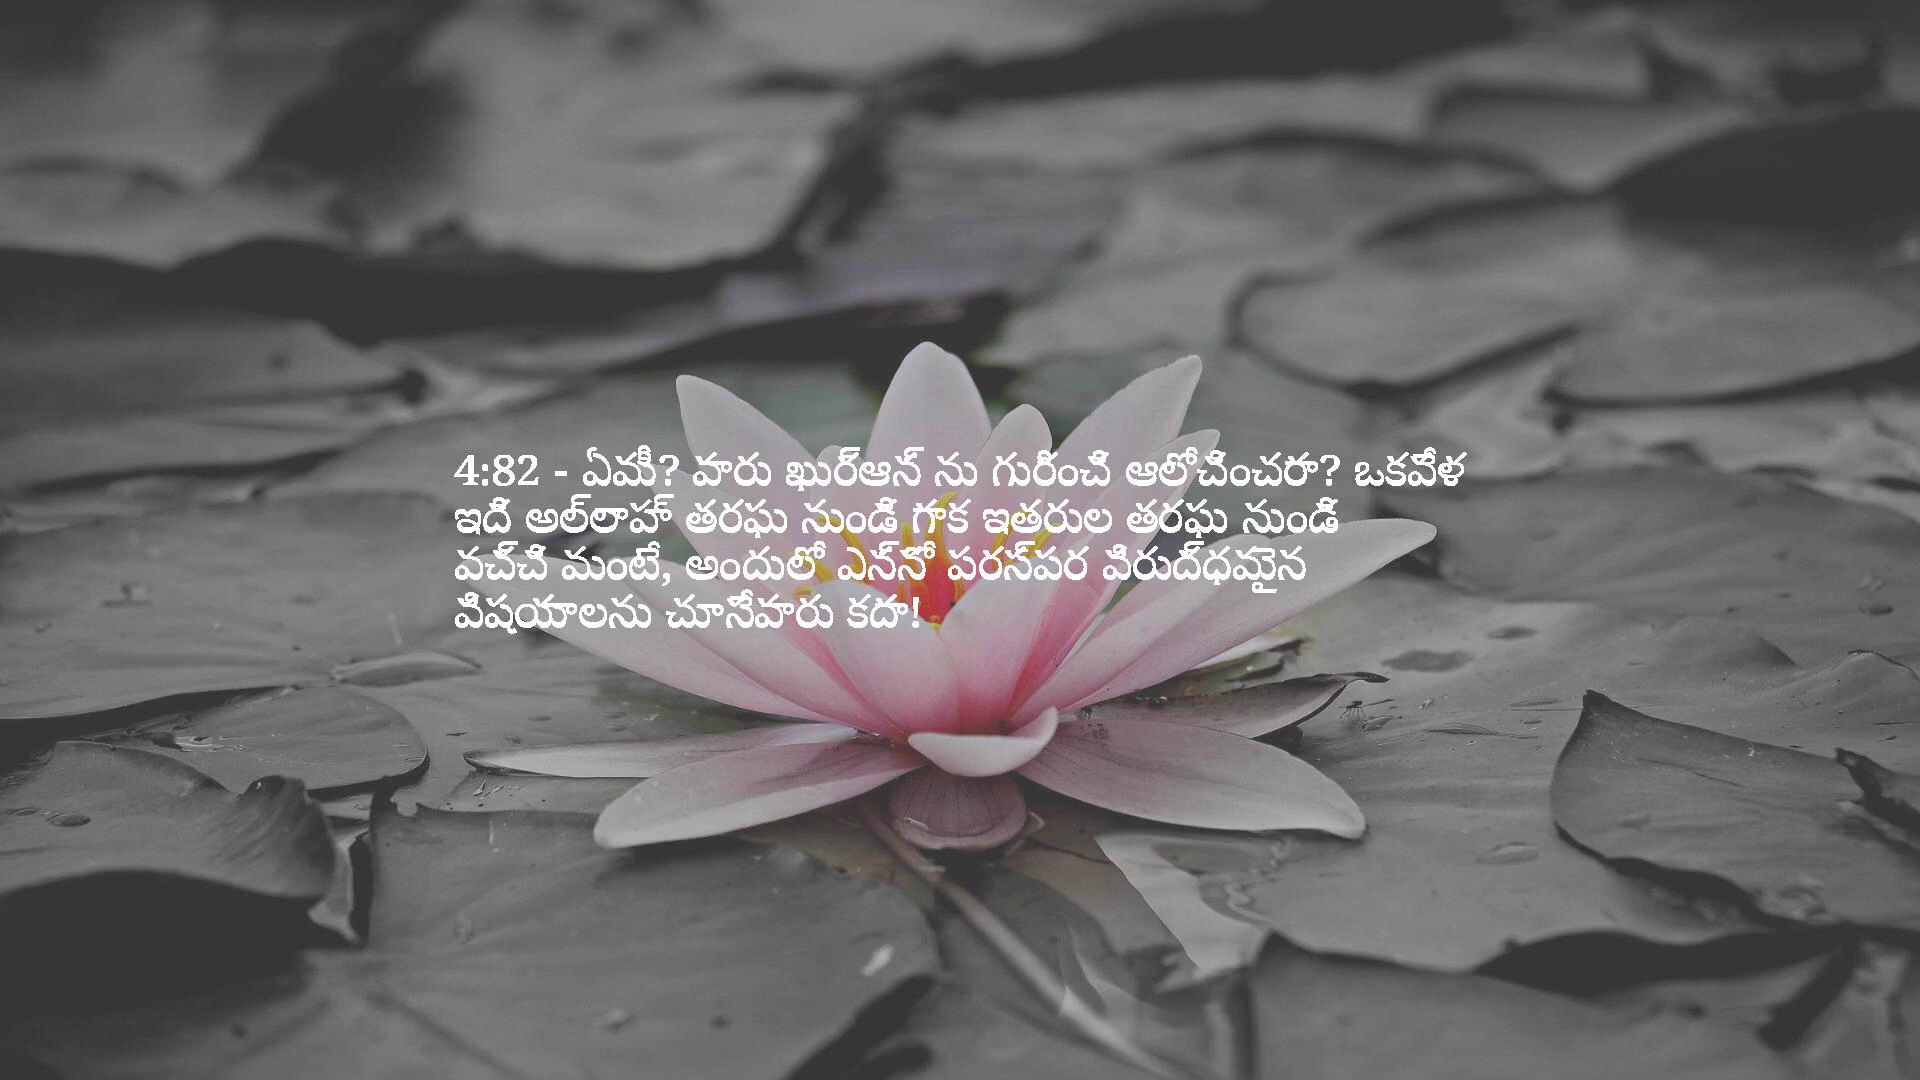 4:82 - ఏమీ? వారు ఖుర్ఆన్ ను గురించి ఆలోచించరా? ఒకవేళ
ఇది అల్లాహ్ తరఫు నుండి గాక ఇతరుల తరఫు నుండి
వచ్చి వుంటే, అందులో ఎన్నో పరస్పర విరుద్ధమైన
విషయాలను చూసేవారు కదా!